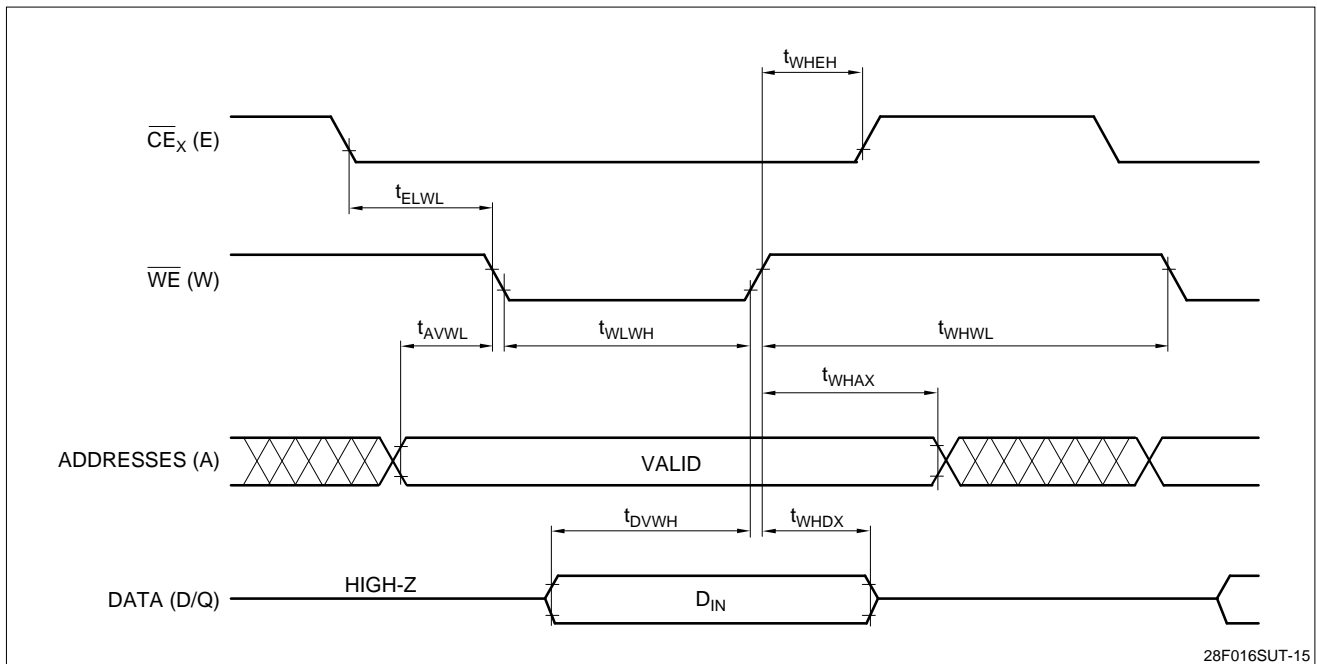 tWHEH
CEX (E)
tELWL
WE (W)
tAVWL
tWLWH
tWHWL
tWHAX
ADDRESSES (A)
VALID
tDVWH
tWHDX
DATA (D/Q)
HIGH-Z
DIN
28F016SUT-15